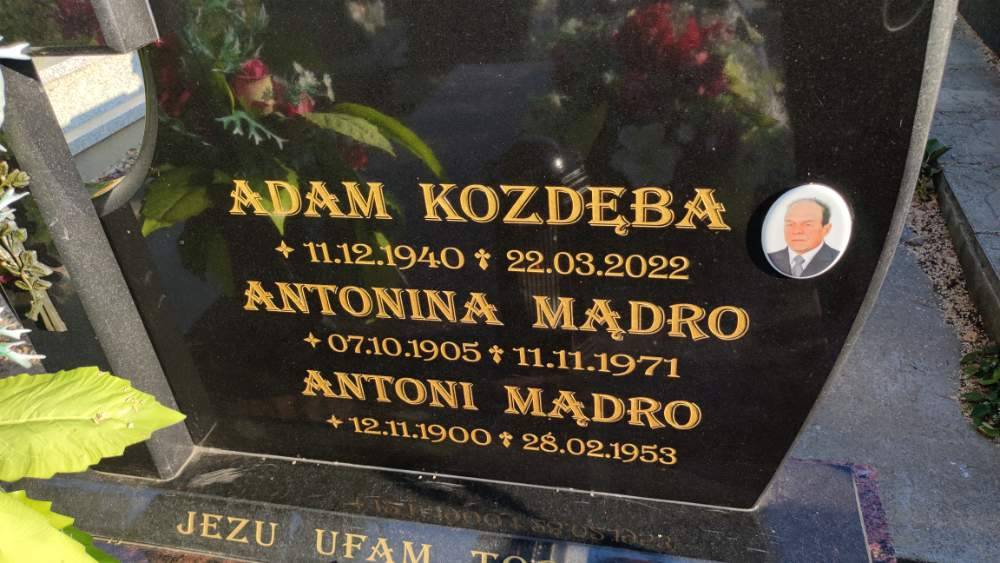 ADAM KOZDĘBA
+ 11.12.1940 ✝ 22.03.2022
ANTONINA MĄDRO
+ 07.10.1905 ✝ 11.11.1971
ANTONI MĄDRO
+ 12.11.1900 ✝ 28.02.1953
JEZU UFAM